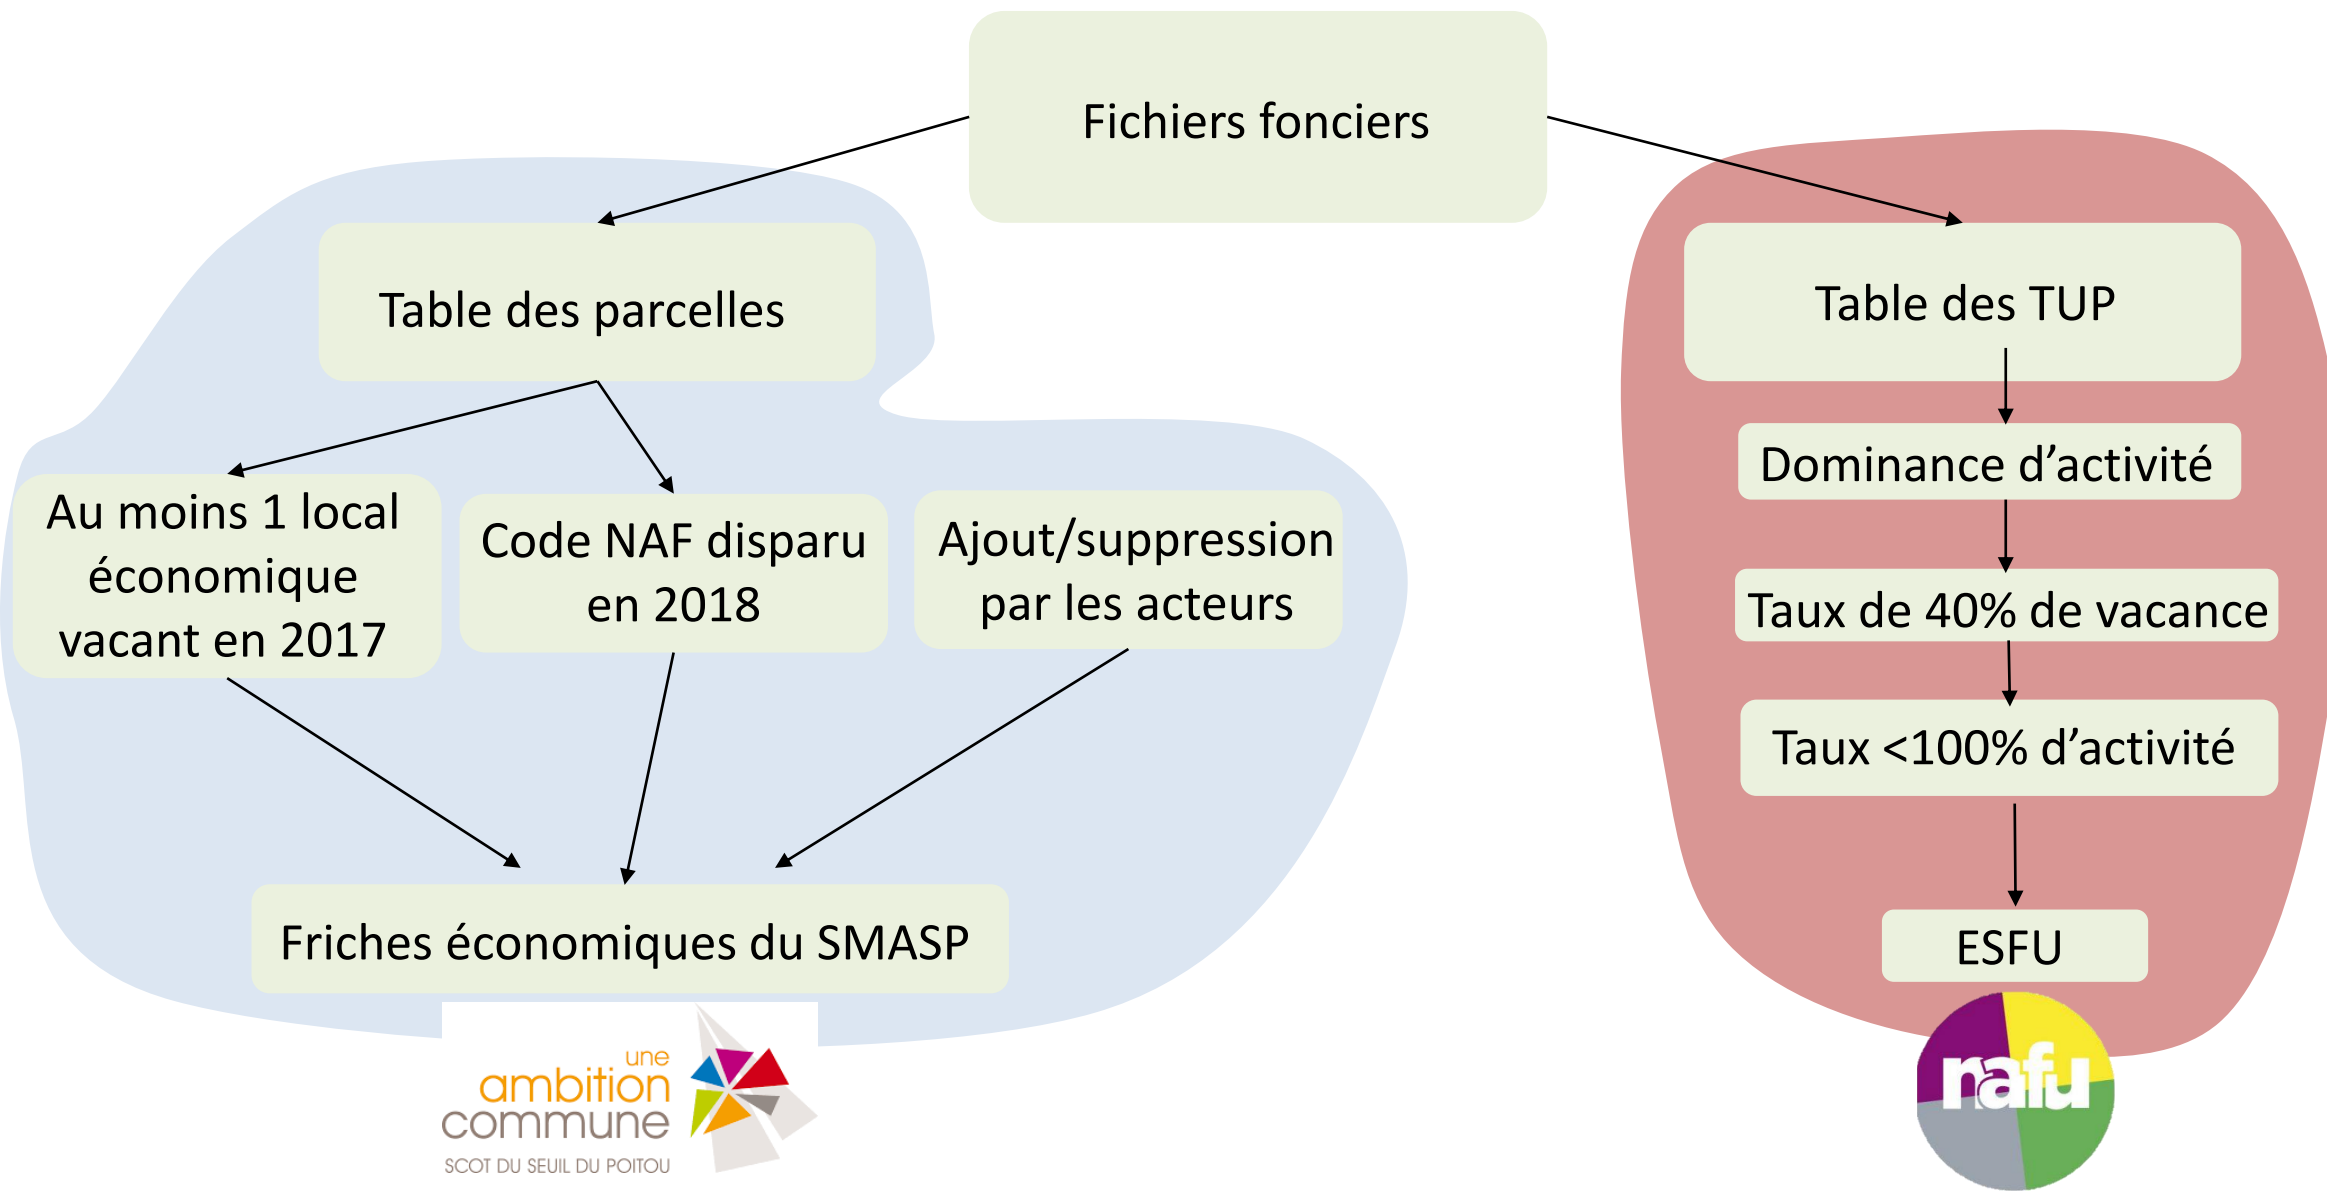 Fichiers fonciers
Table des parcelles
Au moins 1 local
économique
vacant en 2017
Code NAF disparu
en 2018
Ajout/suppression
par les acteurs
Friches économiques du SMASP
une
ambition
commune
SCOT DU SEUIL DU POITOU
Table des TUP
Dominance d’activité
Taux de 40% de vacance
Taux <100% d’activité
ESFU
nafu